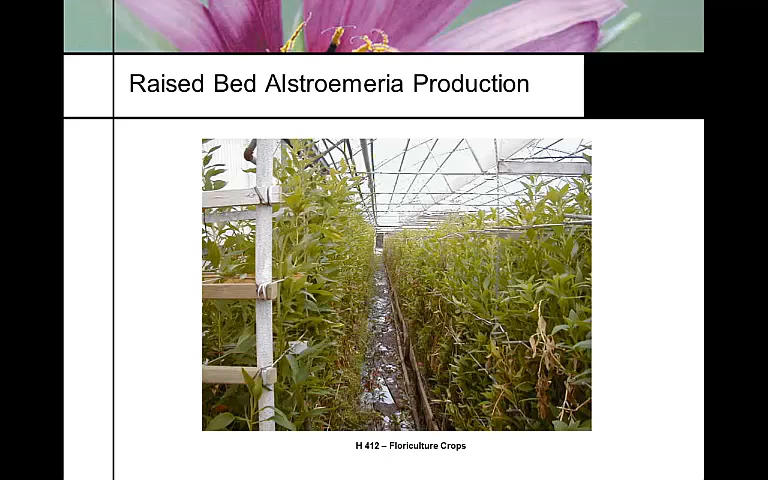 Raised Bed Alstroemeria Production
H 412 – Floriculture Crops